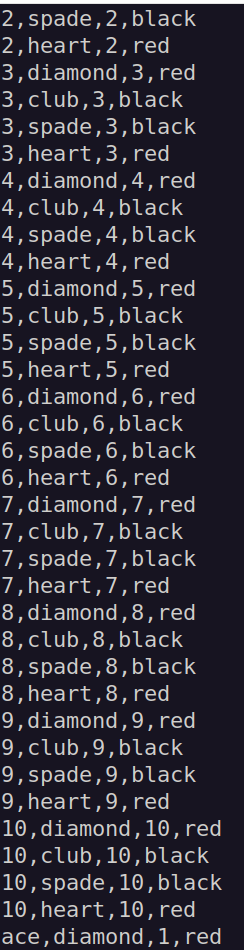 2,spade,2,black
2,heart,2,red
3,diamond,3,red
3,club,3,black
3,spade,3,black
3,heart,3,red
4,diamond,4,red
4,club,4,black
4,spade,4,black
4,heart,4,red
5,diamond,5,red
5,club,5,black
5,spade,5,black
5,heart,5,red
6,diamond,6,red
6,club,6,black
6,spade,6,black
6,heart,6,red
7,diamond,7,red
7,club,7,black
7,spade,7,black
7,heart,7,red
8,diamond,8,red
8,club,8,black
8,spade,8,black
8,heart,8,red
9,diamond,9,red
9,club,9,black
9,spade,9,black
9,heart,9,red
10,diamond,10,red
10,club,10,black
10,spade,10,black
10,heart,10,red
ace,diamond,1,red